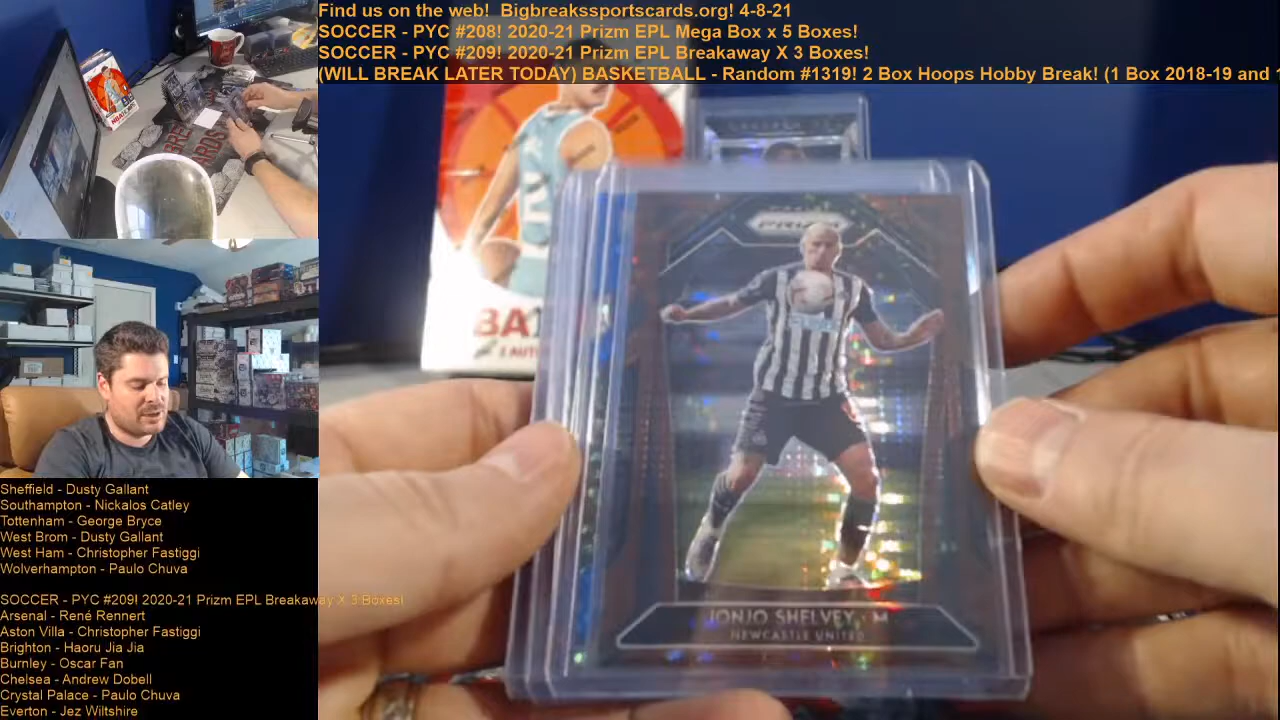 Find us on the web!  Bigbreakssportscards.org! 4-8-21
SOCCER - PYC #208! 2020-21 Prizm EPL Mega Box x 5 Boxes!
SOCCER - PYC #209! 2020-21 Prizm EPL Breakaway X 3 Boxes!
(WILL BREAK LATER TODAY) BASKETBALL - Random #1319! 2 Box Hoops Hobby Break! (1 Box 2018-19 and
PRIZM
JONJO SHELVEY · M
NEWCASTLE UNITED
Sheffield - Dusty Gallant
Southampton - Nickalos Catley
Tottenham - George Bryce
West Brom - Dusty Gallant
West Ham - Christopher Fastiggi
Wolverhampton - Paulo Chuva
SOCCER - PYC #209! 2020-21 Prizm EPL Breakaway X 3 Boxes!
Arsenal - René Rennert
Aston Villa - Christopher Fastiggi
Brighton - Haoru Jia Jia
Burnley - Oscar Fan
Chelsea - Andrew Dobell
Crystal Palace - Paulo Chuva
Everton - Jez Wiltshire